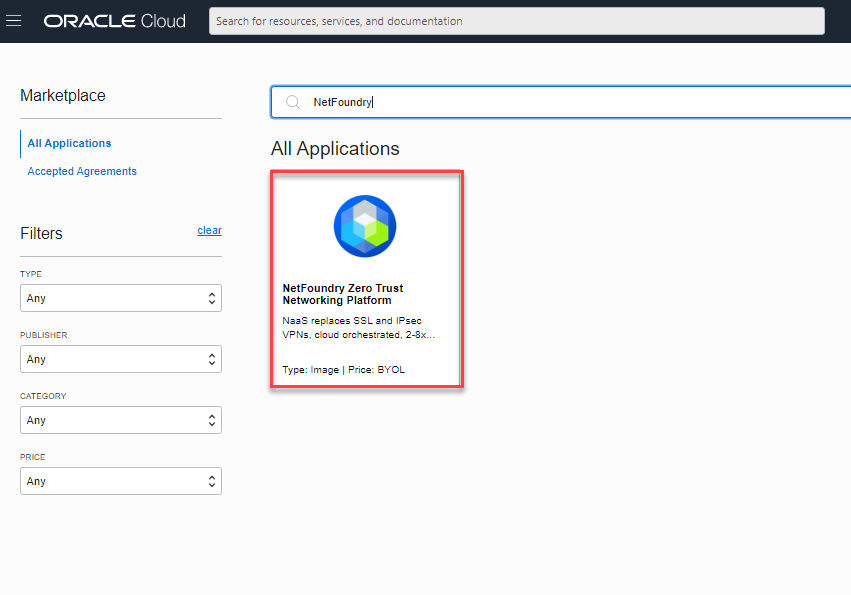 ORACLE Cloud
Search for resources, services, and documentation
Marketplace
All Applications
Accepted Agreements
Filters
clear
TYPE
Any
PUBLISHER
Any
CATEGORY
Any
PRICE
Any
NetFoundry
All Applications
NetFoundry Zero Trust
Networking Platform
NaaS replaces SSL and IPsec
VPNs, cloud orchestrated, 2-8x...
Type: Image | Price: BYOL